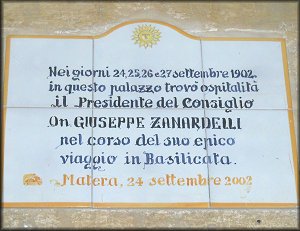 Nei giorni 24,25,26 e 27 settembre 1902,
in questo palazzo trovò ospitalità
il Presidente del Consiglio
On GIUSEPPE ZANARDELLI
nel corso del suo epico
viaggio in Basilicata.
Matera, 24 settembre 2002